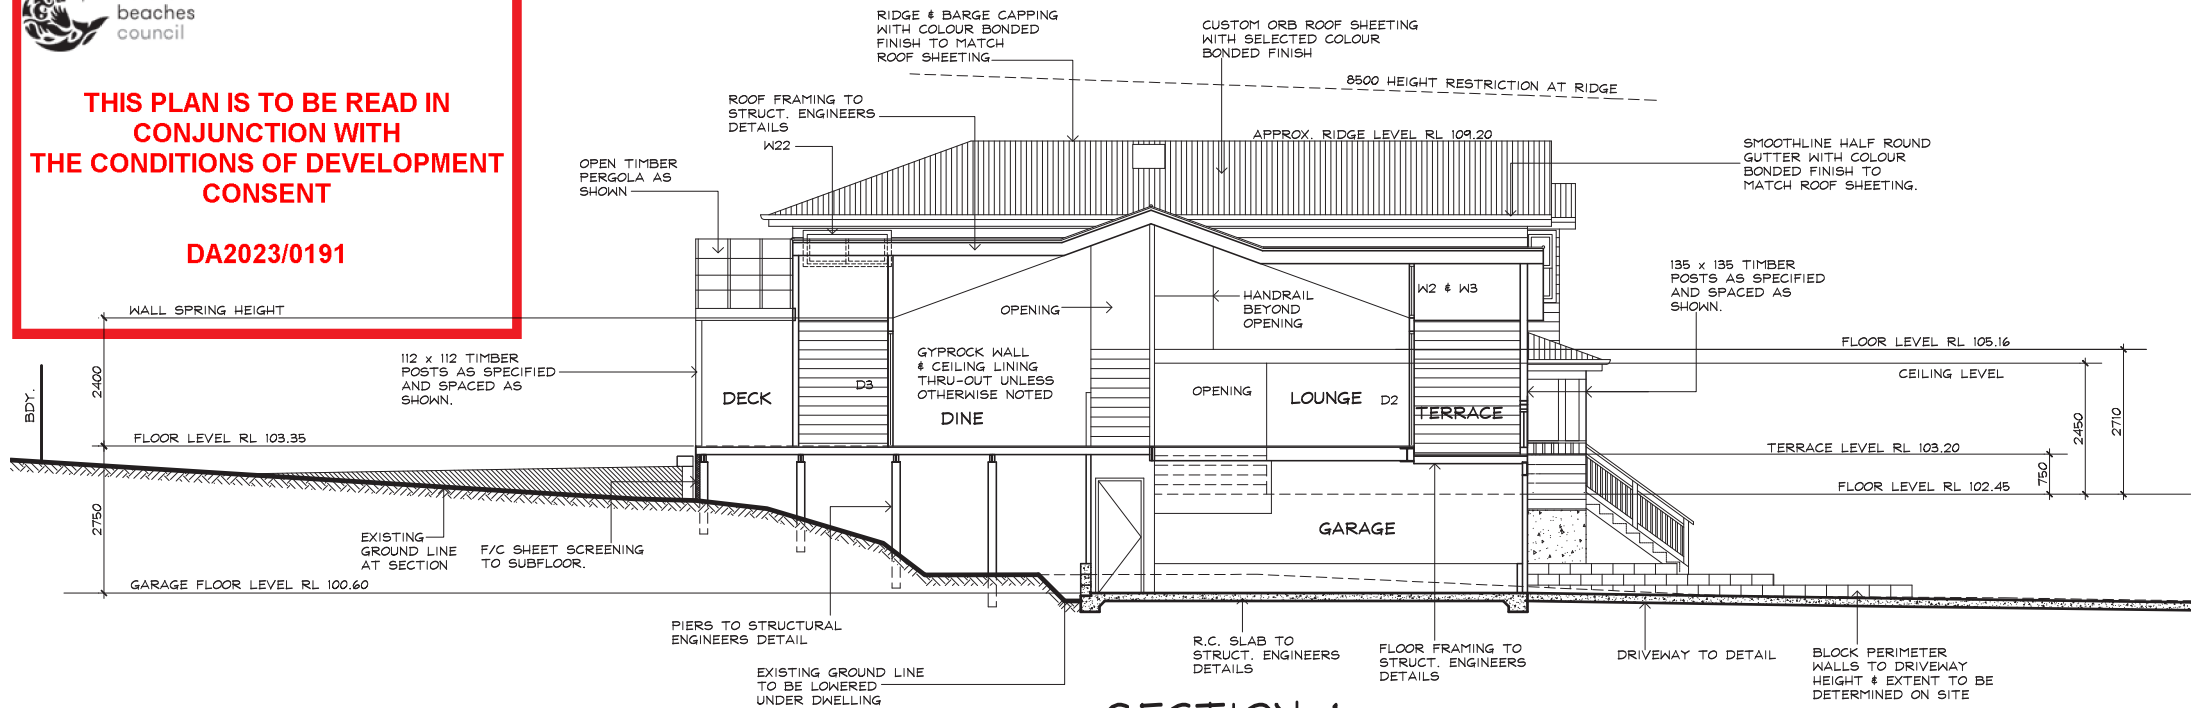 beaches
council
THIS PLAN IS TO BE READ IN
CONJUNCTION WITH
THE CONDITIONS OF DEVELOPMENT
CONSENT
DA2023/0191
RIDGE & BARGE CAPPING
WITH COLOUR BONDED
FINISH TO MATCH
ROOF SHEETING
CUSTOM ORB ROOF SHEETING
WITH SELECTED COLOUR
BONDED FINISH
8500 HEIGHT RESTRICTION AT RIDGE
ROOF FRAMING TO
STRUCT. ENGINEERS
DETAILS
W22
APPROX. RIDGE LEVEL RL 109.20
SMOOTHLINE HALF ROUND
GUTTER WITH COLOUR
BONDED FINISH TO
MATCH ROOF SHEETING.
OPEN TIMBER
PERGOLA AS
SHOWN
135 x 135 TIMBER
POSTS AS SPECIFIED
AND SPACED AS
SHOWN.
WALL SPRING HEIGHT
OPENING
HANDRAIL
BEYOND
OPENING
W2 & W3
FLOOR LEVEL RL 105.16
CEILING LEVEL
112 x 112 TIMBER
POSTS AS SPECIFIED
AND SPACED AS
SHOWN.
GYPROCK WALL
& CEILING LINING
THRU-OUT UNLESS
OTHERWISE NOTED
BDY.
2400
DECK
D3
DINE
OPENING
LOUNGE
D2
TERRACE
2450
2710
FLOOR LEVEL RL 103.35
TERRACE LEVEL RL 103.20
750
FLOOR LEVEL RL 102.45
2750
GARAGE
EXISTING
GROUND LINE
AT SECTION
F/C SHEET SCREENING
TO SUBFLOOR.
GARAGE FLOOR LEVEL RL 100.60
PIERS TO STRUCTURAL
ENGINEERS DETAIL
EXISTING GROUND LINE
TO BE LOWERED
UNDER DWELLING
R.C. SLAB TO
STRUCT. ENGINEERS
DETAILS
FLOOR FRAMING TO
STRUCT. ENGINEERS
DETAILS
DRIVEWAY TO DETAIL
BLOCK PERIMETER
WALLS TO DRIVEWAY
HEIGHT & EXTENT TO BE
DETERMINED ON SITE
SECTION